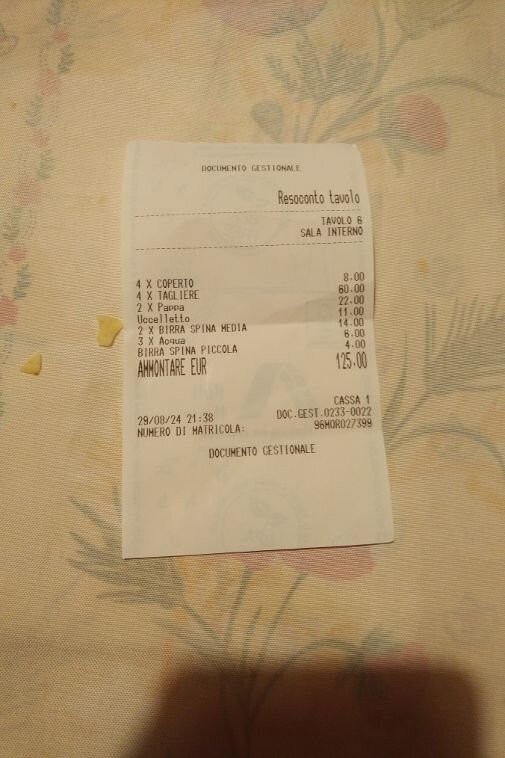 DOCUMENTO GESTIONALE
Resoconto tavolo
TAVOLO 6
SALA INTERNO
4 X COPERTO 8.00
4 X TAGLIERE 60.00
2 X Pappa 22.00
Uccelletto 11.00
2 X BIRRA SPINA MEDIA 14.00
3 X Acqua 6.00
BIRRA SPINA PICCOLA 4.00
AMMONTARE EUR 125.00
CASSA 1
29/08/24 21:38 DOC.GEST.0233-0022
NUMERO DI MATRICOLA: 96MOR027399
DOCUMENTO GESTIONALE